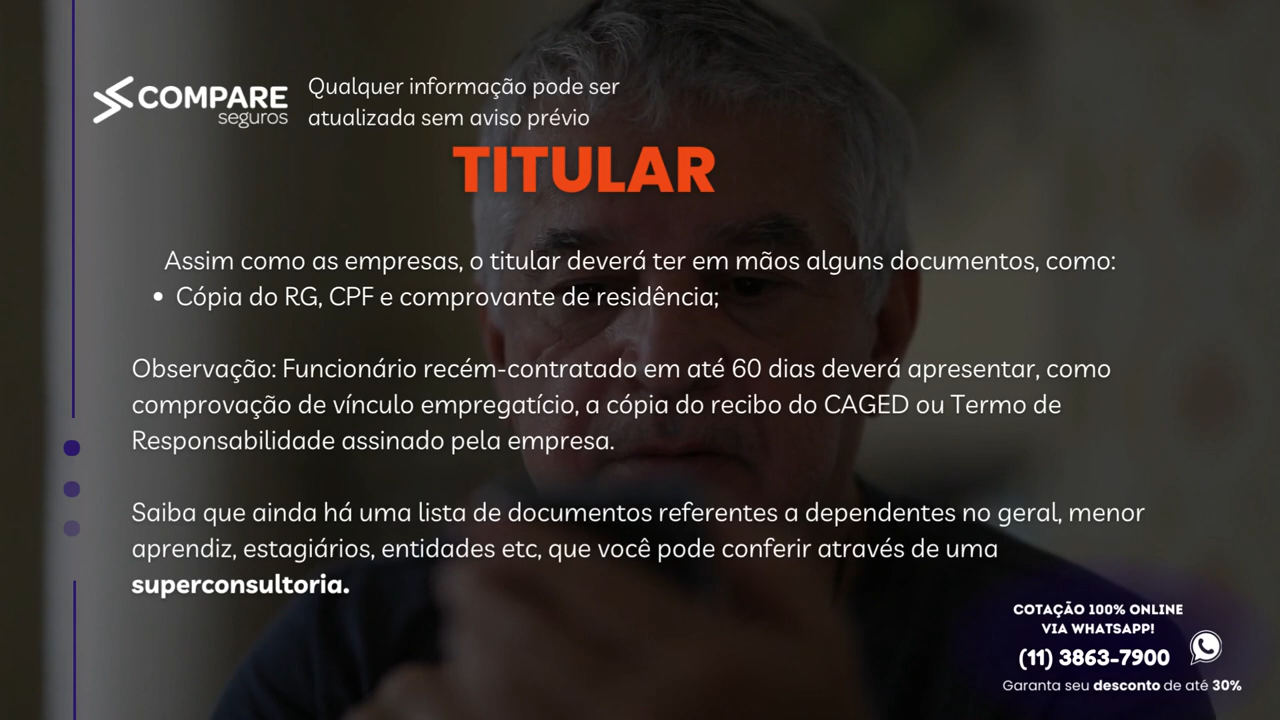 COMPARE
seguros
Qualquer informação pode ser
atualizada sem aviso prévio
TITULAR
Assim como as empresas, o titular deverá ter em mãos alguns documentos, como:
• Cópia do RG, CPF e comprovante de residência;
Observação: Funcionário recém-contratado em até 60 dias deverá apresentar, como
comprovação de vínculo empregatício, a cópia do recibo do CAGED ou Termo de
Responsabilidade assinado pela empresa.
Saiba que ainda há uma lista de documentos referentes a dependentes no geral, menor
aprendiz, estagiários, entidades etc, que você pode conferir através de uma
superconsultoria.
COTAÇÃO 100% ONLINE
VIA WHATSAPP!
(11) 3863-7900
Garanta seu desconto de até 30%